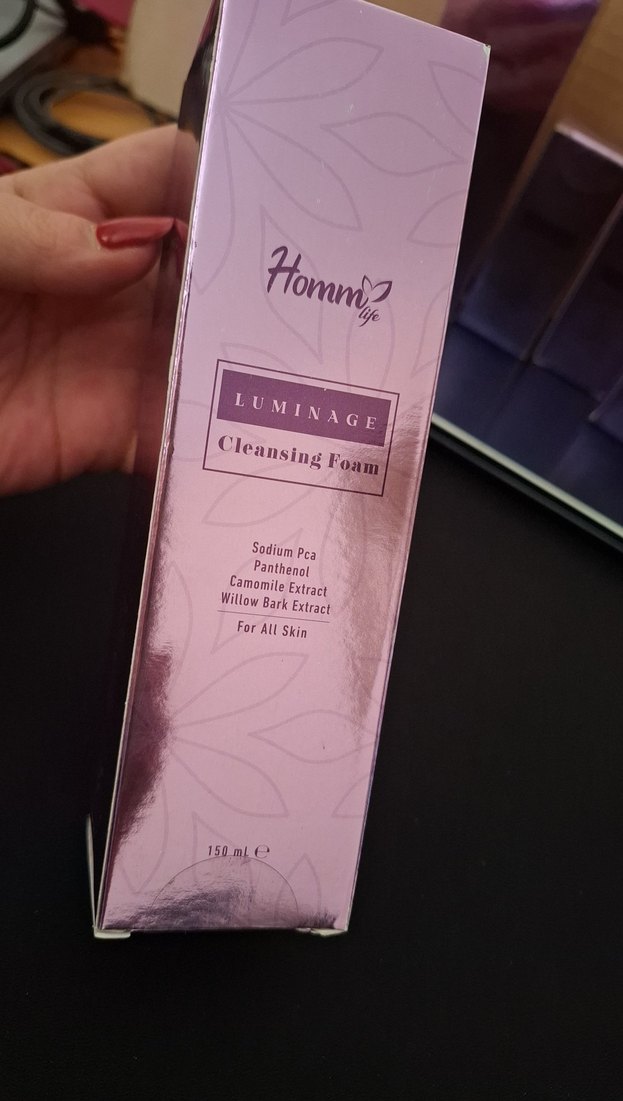 Homm
life
LUMINAGE
Cleansing Foam
Sodium Pca
Panthenol
Camomile Extract
Willow Bark Extract
For All Skin
150 mL ℮